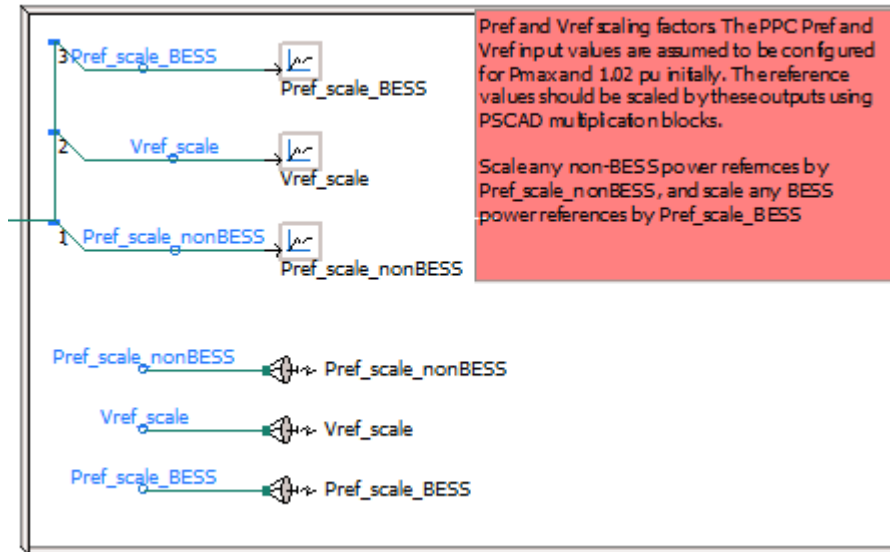 3 Pref_scale_BESS
Pref_scale_BESS
2 Vref_scale
Vref_scale
1 Pref_scale_nonBESS
Pref_scale_nonBESS
Pref and Vref scaling factors. The PPC Pref and
Vref input values are assumed to be configured
for Pmax and 1.02 pu initially. The reference
values should be scaled by these outputs using
PSCAD multiplication blocks.
Scale any non-BESS power refernces by
Pref_scale_nonBESS, and scale any BESS
power references by Pref_scale_BESS
Pref_scale_nonBESS Pref_scale_nonBESS
Vref_scale Vref_scale
Pref_scale_BESS Pref_scale_BESS